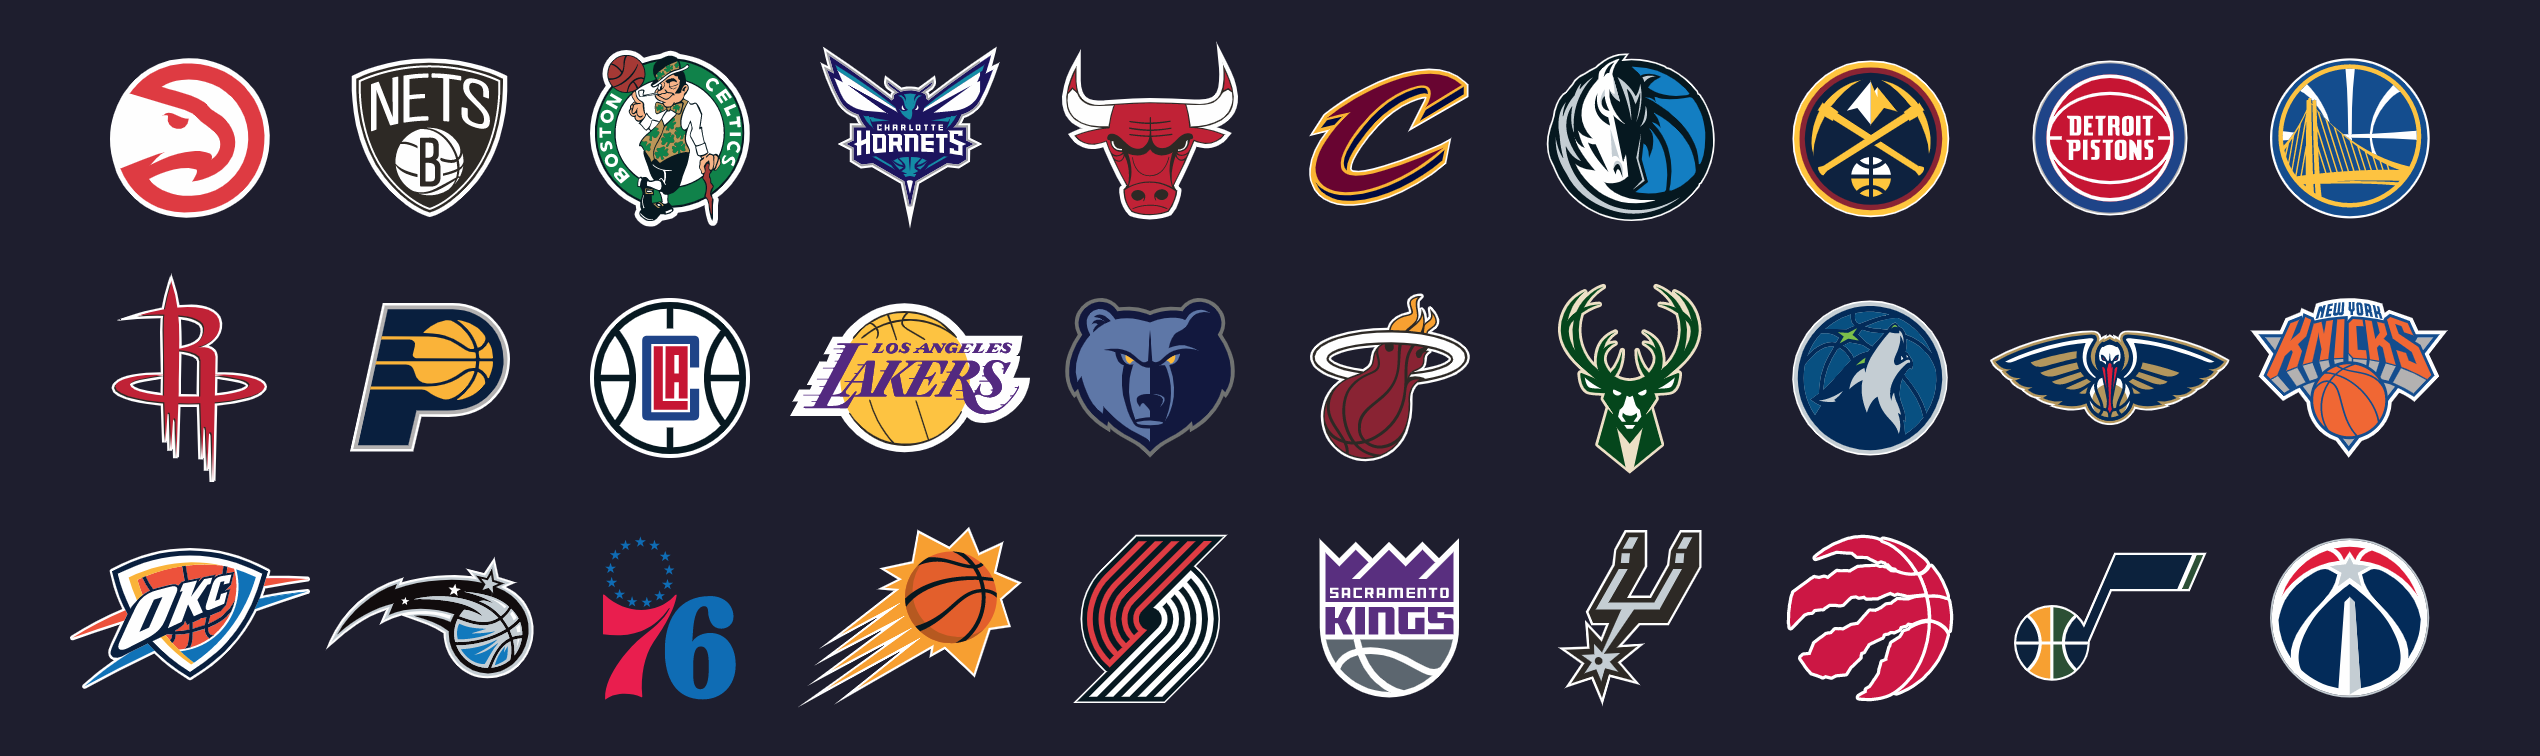 NETS
B
BOSTON CELTICS
CHARLOTTE
HORNETS
C
DETROIT
PISTONS
R
P
LA
C
LOS ANGELES
LAKERS
NEW YORK
KNICKS
OKC
76
SACRAMENTO
KINGS